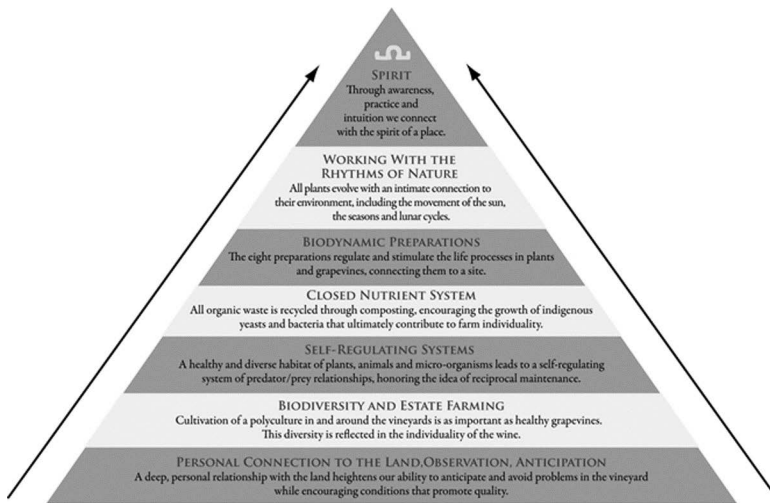 SPIRIT
Through awareness,
practice and
intuition we connect
with the spirit of a place.
WORKING WITH THE
RHYTHMS OF NATURE
All plants evolve with an intimate connection to
their environment, including the movement of the sun,
the seasons and lunar cycles.
BIODYNAMIC PREPARATIONS
The eight preparations regulate and stimulate the life processes in plants
and grapevines, connecting them to a site.
CLOSED NUTRIENT SYSTEM
All organic waste is recycled through composting, encouraging the growth of indigenous
yeasts and bacteria that ultimately contribute to farm individuality.
SELF-REGULATING SYSTEMS
A healthy and diverse habitat of plants, animals and micro-organisms leads to a self-regulating
system of predator/prey relationships, honoring the idea of reciprocal maintenance.
BIODIVERSITY AND ESTATE FARMING
Cultivation of a polyculture in and around the vineyards is as important as healthy grapevines.
This diversity is reflected in the individuality of the wine.
PERSONAL CONNECTION TO THE LAND,OBSERVATION, ANTICIPATION
A deep, personal relationship with the land heightens our ability to anticipate and avoid problems in the vineyard
while encouraging conditions that promote quality.